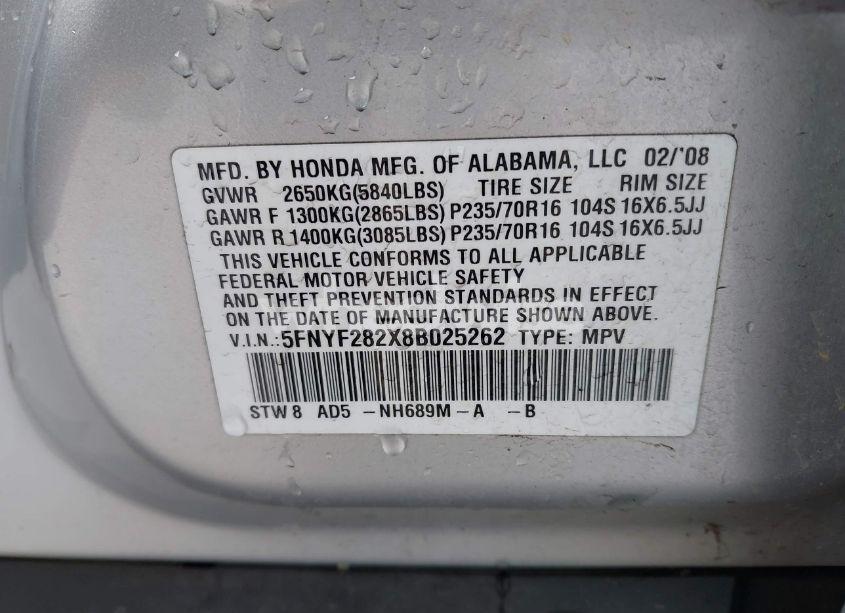 MFD. BY HONDA MFG. OF ALABAMA, LLC 02/'08
GVWR 2650KG(5840LBS) TIRE SIZE RIM SIZE
GAWR F 1300KG(2865LBS) P235/70R16 104S 16X6.5JJ
GAWR R 1400KG(3085LBS) P235/70R16 104S 16X6.5JJ
THIS VEHICLE CONFORMS TO ALL APPLICABLE
FEDERAL MOTOR VEHICLE SAFETY
AND THEFT PREVENTION STANDARDS IN EFFECT
ON THE DATE OF MANUFACTURE SHOWN ABOVE.
V.I.N.: 5FNYF282X8B025262 TYPE: MPV
STW 8 AD5 -NH689M-A -B